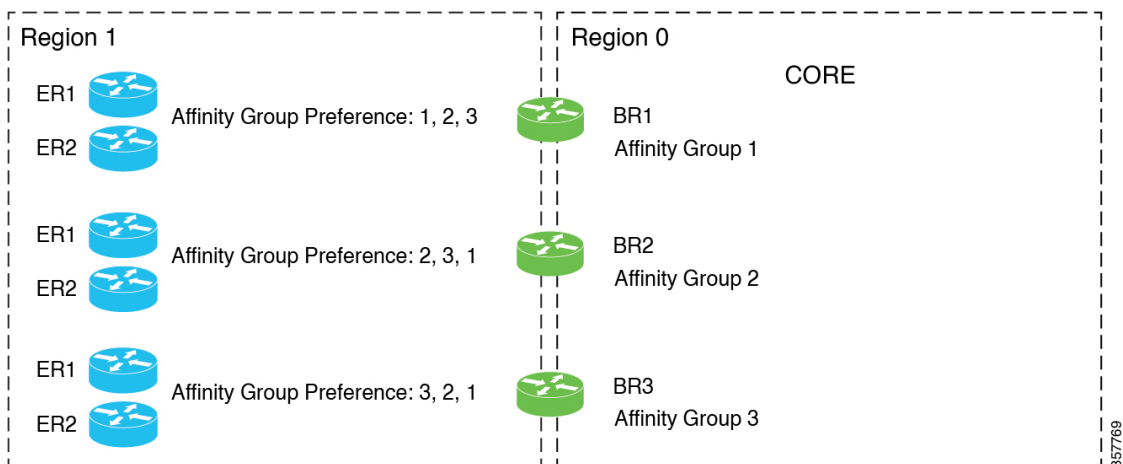 Region 1
Region 0
CORE
ER1
Affinity Group Preference: 1, 2, 3
ER2
BR1
Affinity Group 1
ER1
Affinity Group Preference: 2, 3, 1
ER2
BR2
Affinity Group 2
ER1
Affinity Group Preference: 3, 2, 1
ER2
BR3
Affinity Group 3
357769